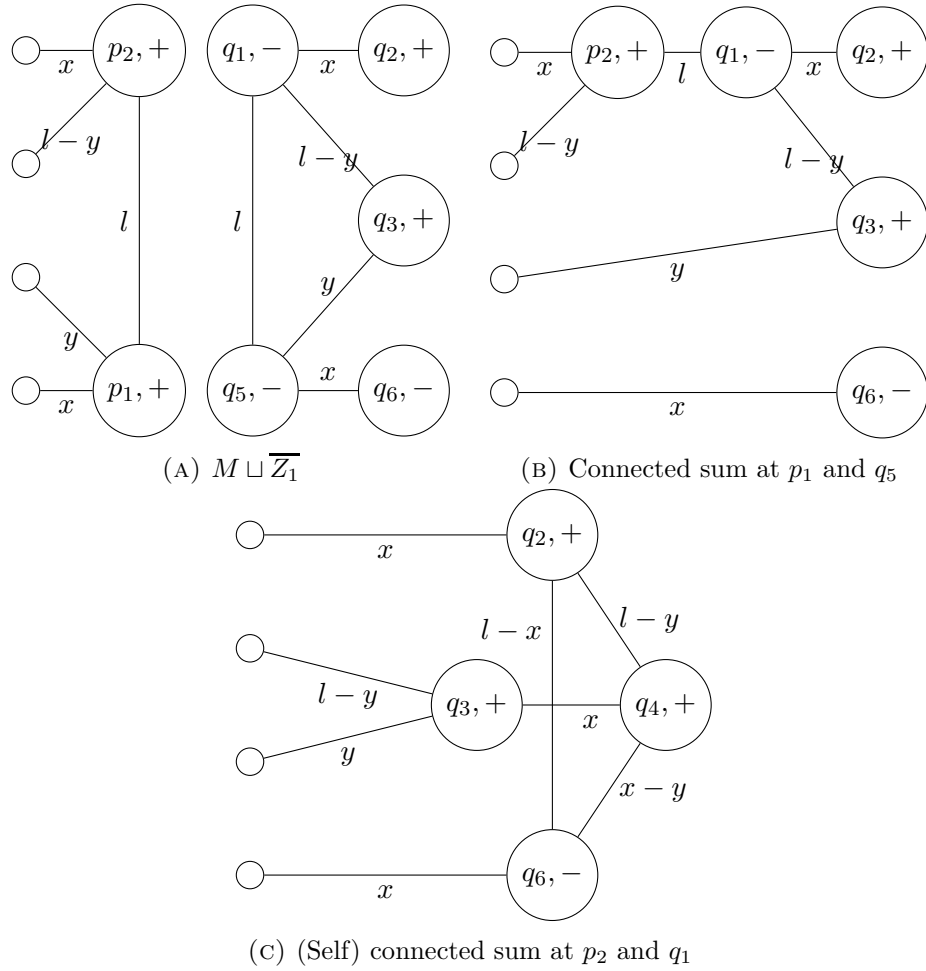 p₂, + q₁, − q₂, +
x x
l − y
l − y
q₃, +
l l
y y
p₁, + q₅, − q₆, −
x x
(A) M ⊔ \overline{Z₁}
p₂, + q₁, − q₂, +
x l x
l − y
l − y
q₃, +
y
q₆, −
x
(B) Connected sum at p₁ and q₅
q₂, +
x
l − x l − y
q₃, + q₄, +
l − y x
y
x − y
q₆, −
x
(C) (Self) connected sum at p₂ and q₁